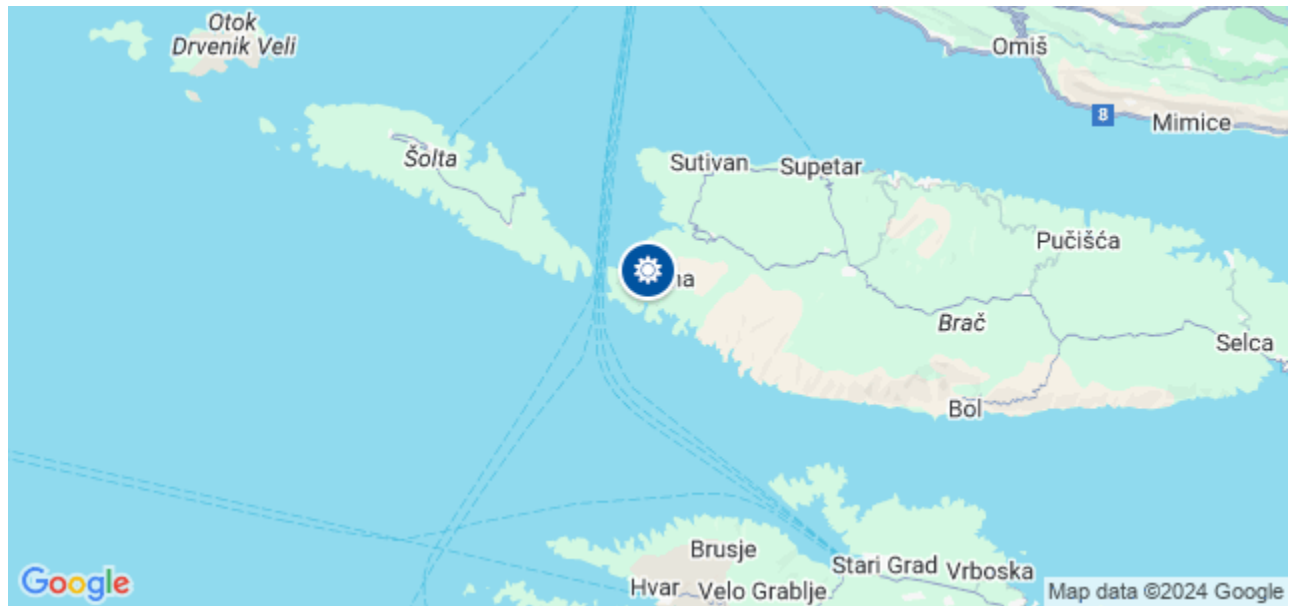 Otok
Drvenik Veli
Omiš
8
Mimice
Šolta
Sutivan
Supetar
Pučišća
Brač
Selca
Bol
Brusje
Stari Grad
Vrboska
Hvar
Velo Grablje
Google
Map data ©2024 Google